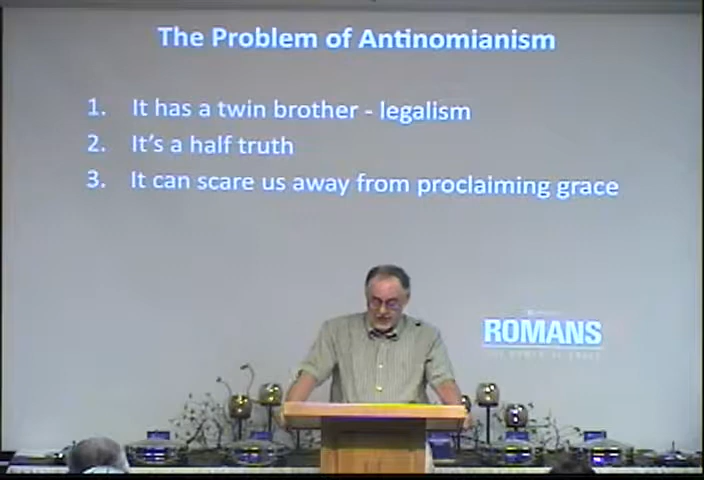 The Problem of Antinomianism
1. It has a twin brother - legalism
2. It's a half truth
3. It can scare us away from proclaiming grace
ROMANS